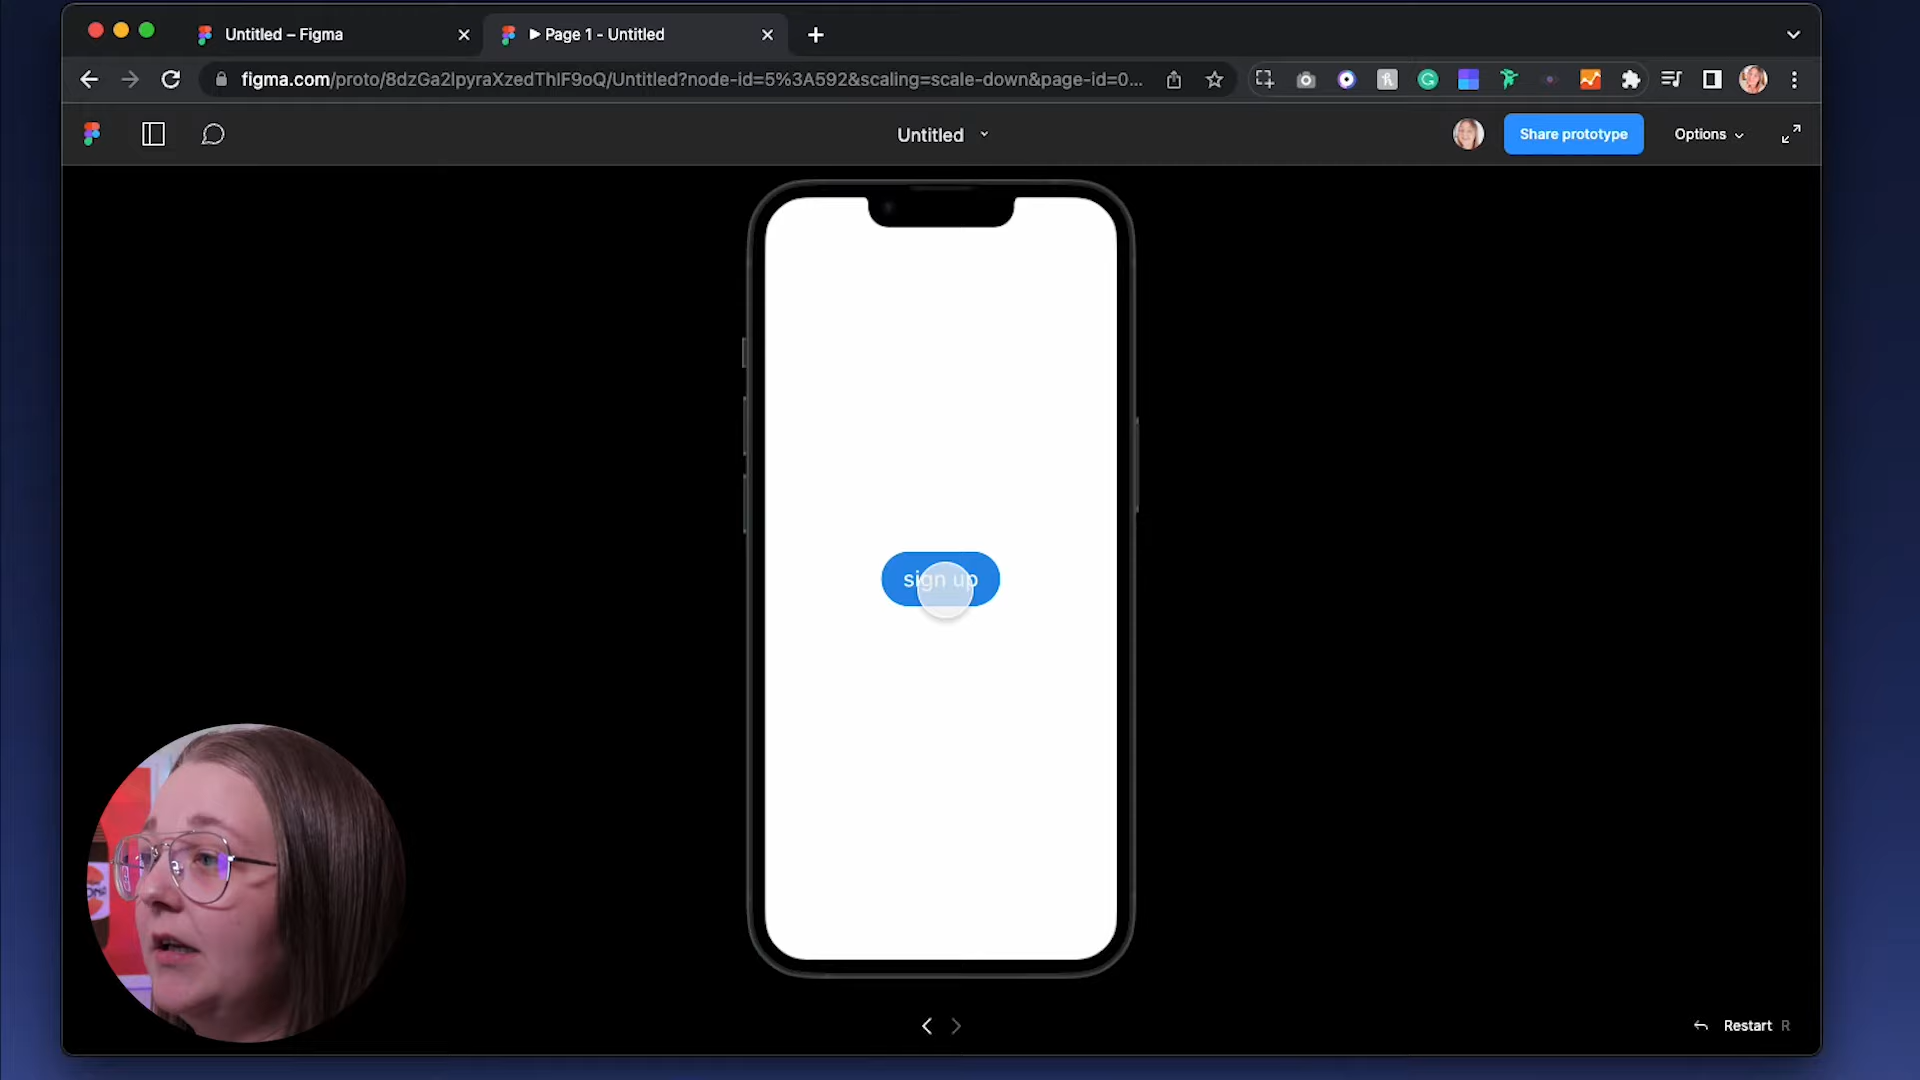 Untitled – Figma
Page 1 - Untitled
figma.com/proto/8dzGa2lpyraXzedThIF9oQ/Untitled?node-id=5%3A592&scaling=scale-down&page-id=0...
Untitled
Share prototype
Options
sign up
Restart R